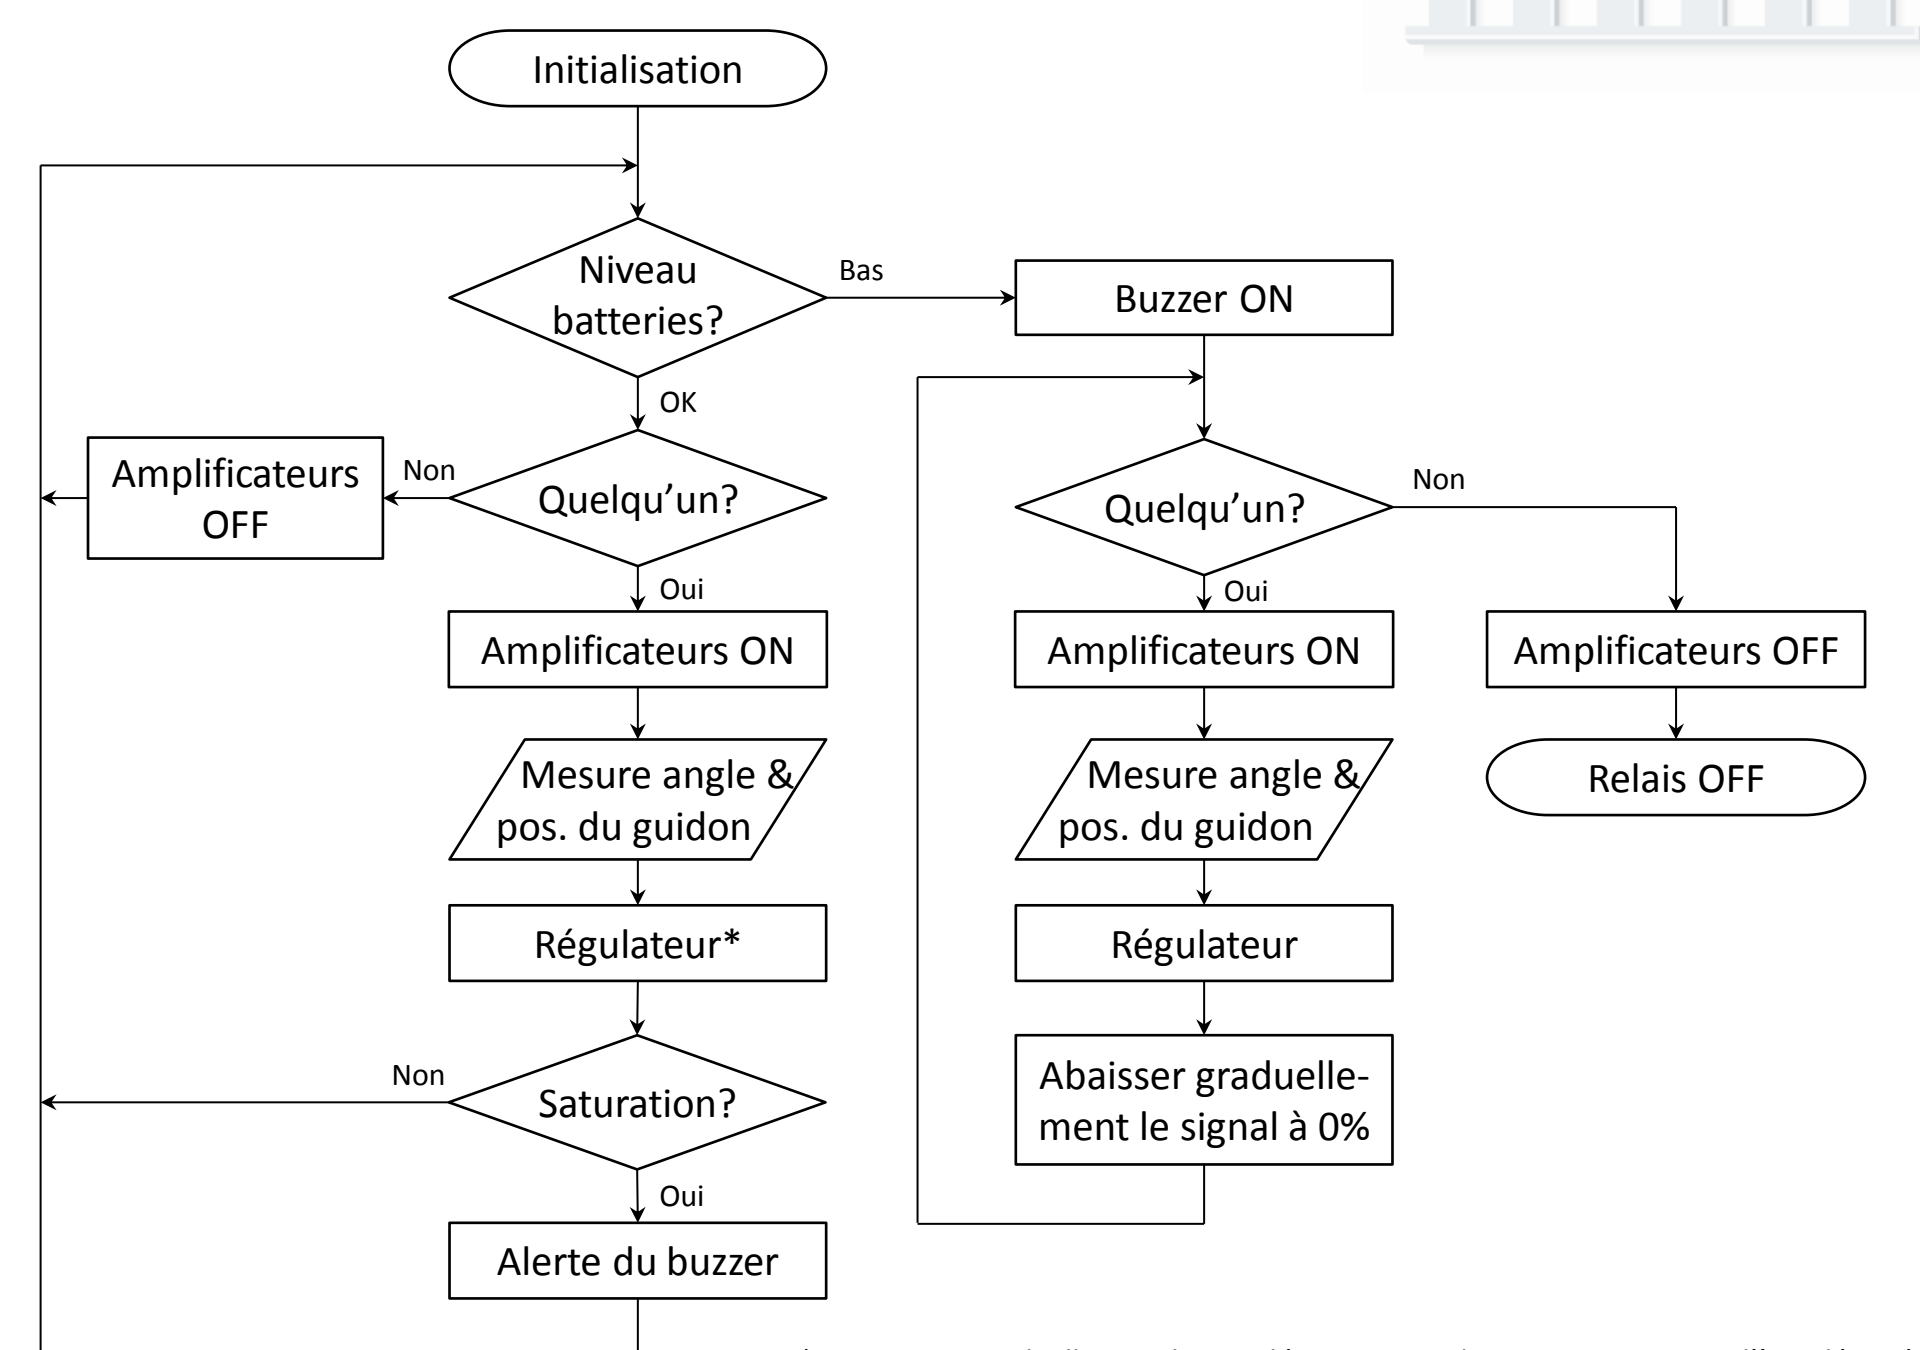 Initialisation
Niveau
batteries?
Bas
Buzzer ON
OK
Amplificateurs
OFF
Non
Quelqu’un?
Oui
Amplificateurs ON
Mesure angle &
pos. du guidon
Régulateur*
Saturation?
Non
Oui
Alerte du buzzer
Quelqu’un?
Non
Oui
Amplificateurs ON
Mesure angle &
pos. du guidon
Régulateur
Abaisser graduelle-
ment le signal à 0%
Amplificateurs OFF
Relais OFF